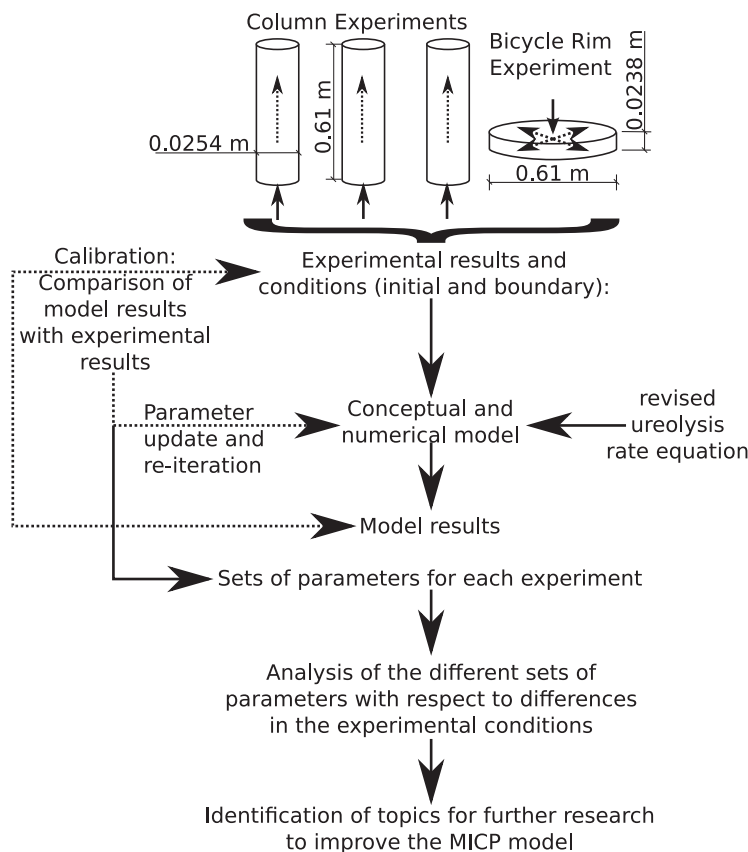 Column Experiments
Bicycle Rim
Experiment
0.0254 m
0.61 m
0.0238 m
0.61 m
Calibration:
Comparison of
model results
with experimental
results
Experimental results and
conditions (initial and boundary):
Parameter
update and
re-iteration
Conceptual and
numerical model
revised
ureolysis
rate equation
Model results
Sets of parameters for each experiment
Analysis of the different sets of
parameters with respect to differences
in the experimental conditions
Identification of topics for further research
to improve the MICP model